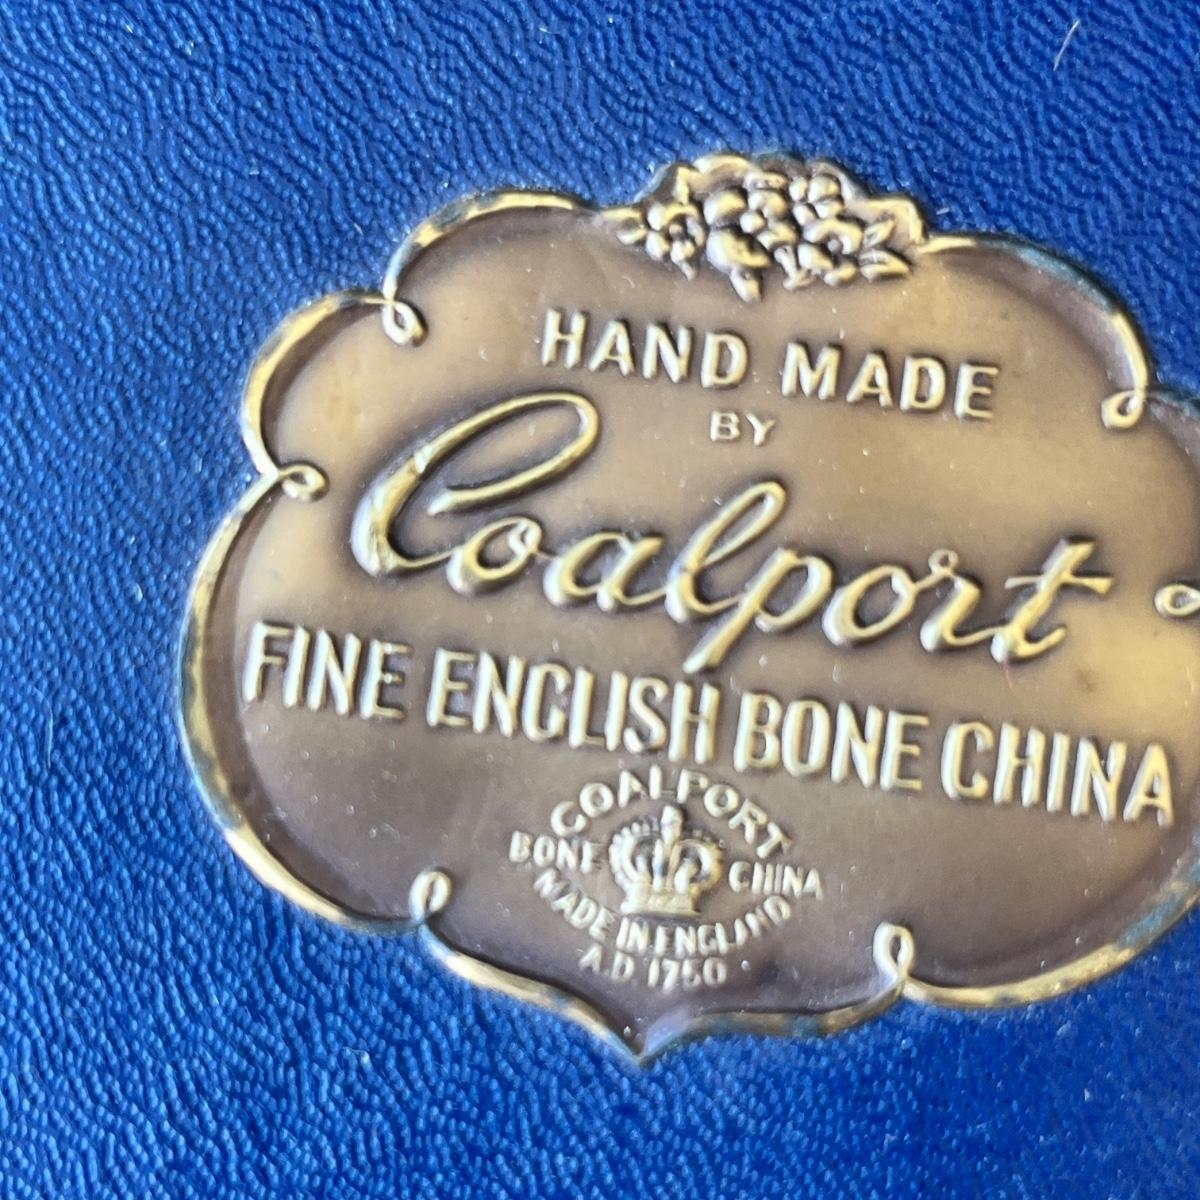 HAND MADE
BY
Coalport
FINE ENGLISH BONE CHINA
COALPORT
BONE CHINA
MADE IN ENGLAND
A.D. 1750